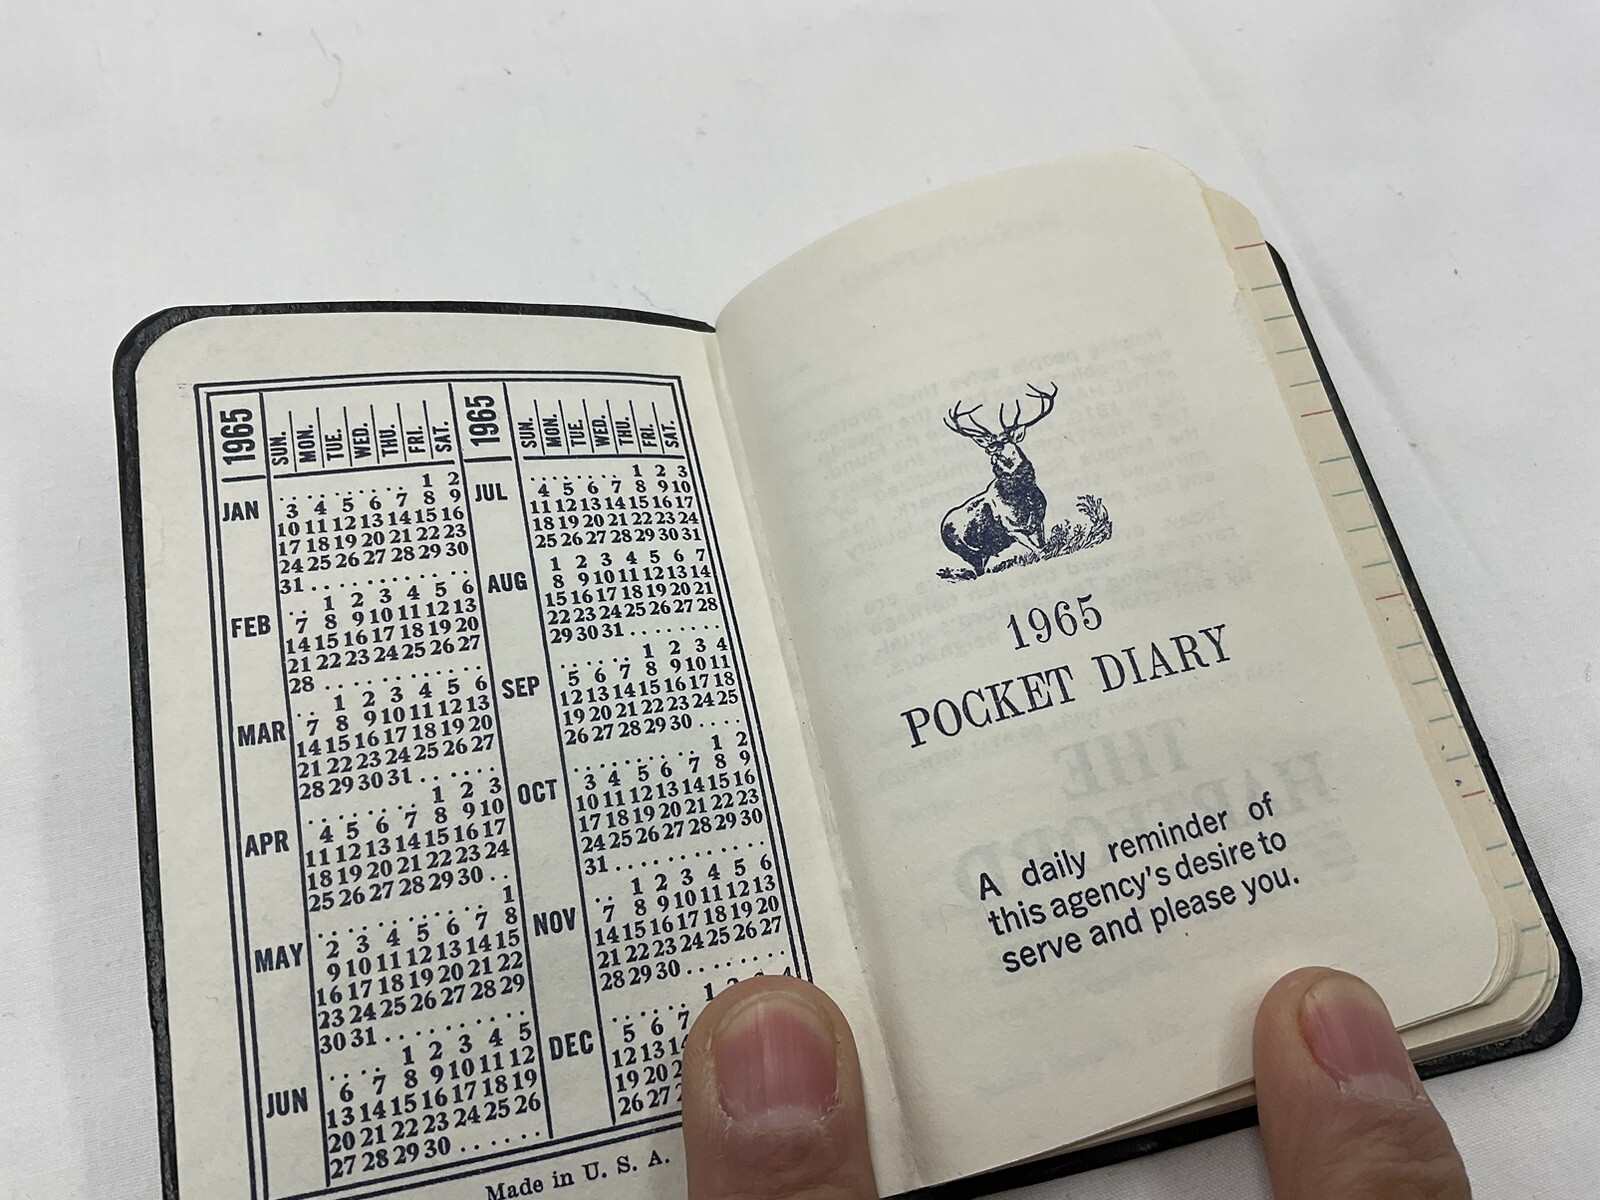 1965 SUN. MON. TUE. WED. THU. FRI. SAT.
JAN
1 2
3 4 5 6 7 8 9
10 11 12 13 14 15 16
17 18 19 20 21 22 23
24 25 26 27 28 29 30
31
FEB
1 2 3 4 5 6
7 8 9 10 11 12 13
14 15 16 17 18 19 20
21 22 23 24 25 26 27
28
MAR
1 2 3 4 5 6
7 8 9 10 11 12 13
14 15 16 17 18 19 20
21 22 23 24 25 26 27
28 29 30 31
APR
1 2 3
4 5 6 7 8 9 10
11 12 13 14 15 16 17
18 19 20 21 22 23 24
25 26 27 28 29 30
MAY
1
2 3 4 5 6 7 8
9 10 11 12 13 14 15
16 17 18 19 20 21 22
23 24 25 26 27 28 29
30 31
JUN
1 2 3 4 5
6 7 8 9 10 11 12
13 14 15 16 17 18 19
20 21 22 23 24 25 26
27 28 29 30
1965 SUN. MON. TUE. WED. THU. FRI. SAT.
JUL
1 2 3
4 5 6 7 8 9 10
11 12 13 14 15 16 17
18 19 20 21 22 23 24
25 26 27 28 29 30 31
AUG
1 2 3 4 5 6 7
8 9 10 11 12 13 14
15 16 17 18 19 20 21
22 23 24 25 26 27 28
29 30 31
SEP
1 2 3 4
5 6 7 8 9 10 11
12 13 14 15 16 17 18
19 20 21 22 23 24 25
26 27 28 29 30
OCT
1 2
3 4 5 6 7 8 9
10 11 12 13 14 15 16
17 18 19 20 21 22 23
24 25 26 27 28 29 30
31
NOV
1 2 3 4 5 6
7 8 9 10 11 12 13
14 15 16 17 18 19 20
21 22 23 24 25 26 27
28 29 30
DEC
1
5 6 7
12 13
19 20
26 27
Made in U. S. A.
1965
POCKET DIARY
A daily reminder of
this agency's desire to
serve and please you.